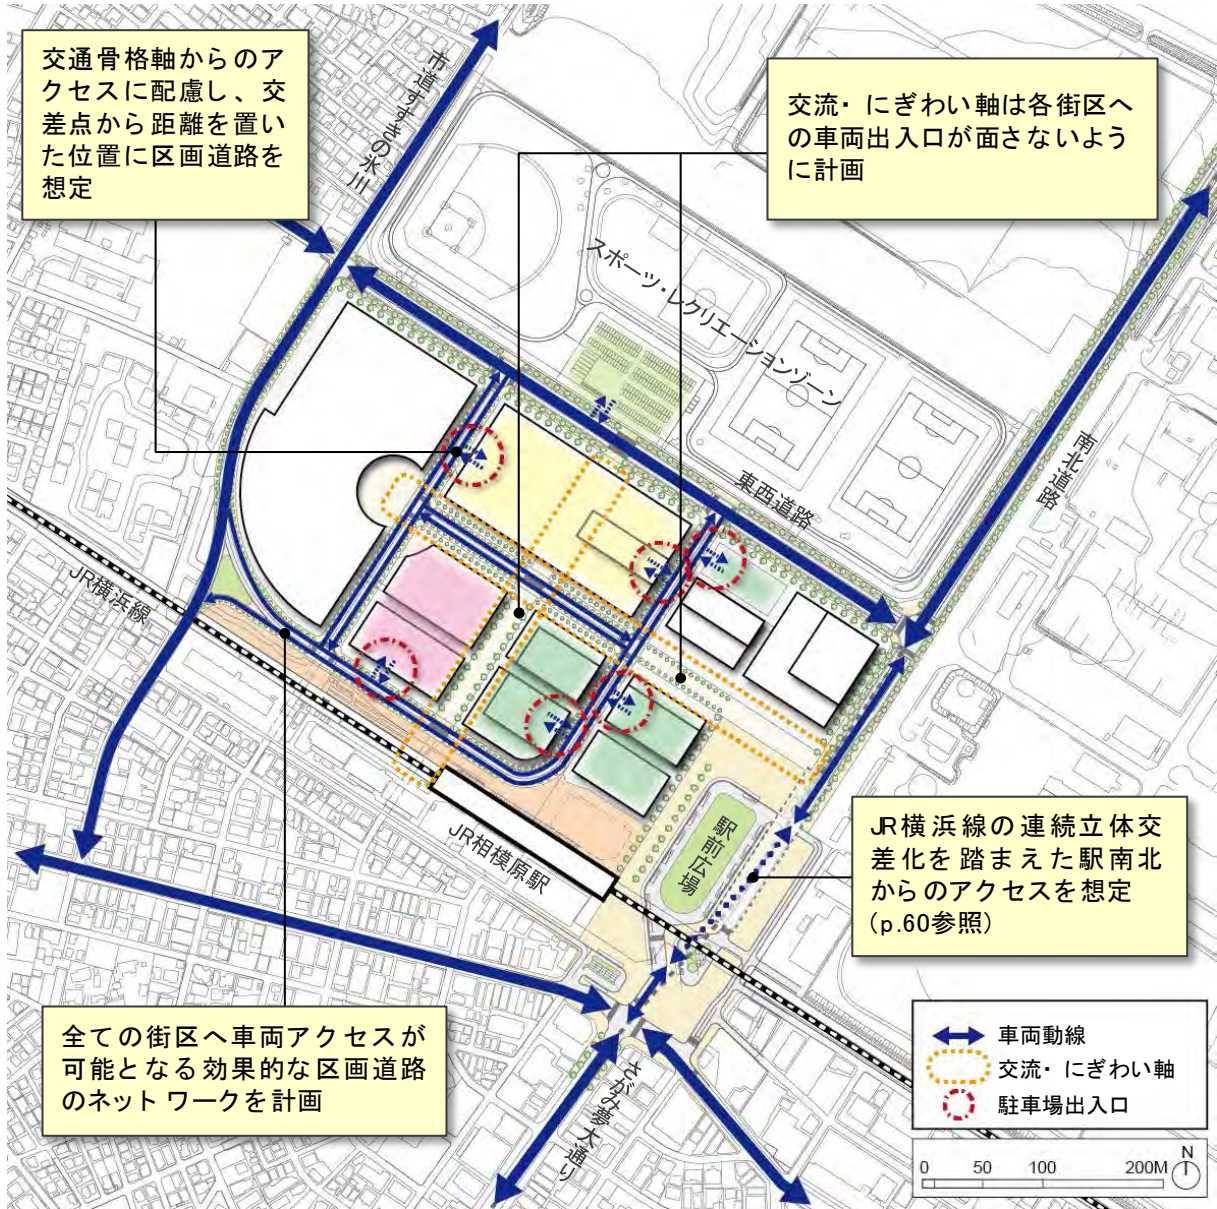 交通骨格軸からのア
クセスに配慮し、交
差点から距離を置い
た位置に区画道路を
想定
交流・にぎわい軸は各街区へ
の車両出入口が面さないよう
に計画
市道すすきの氷川
スポーツ・レクリエーションゾーン
南北道路
東西道路
JR横浜線
JR相模原駅
駅前広場
JR横浜線の連続立体交
差化を踏まえた駅南北
からのアクセスを想定
(p.60参照)
全ての街区へ車両アクセスが
可能となる効果的な区画道路
のネットワークを計画
さがみ夢大通り
車両動線
交流・にぎわい軸
駐車場出入口
N
0 50 100 200M